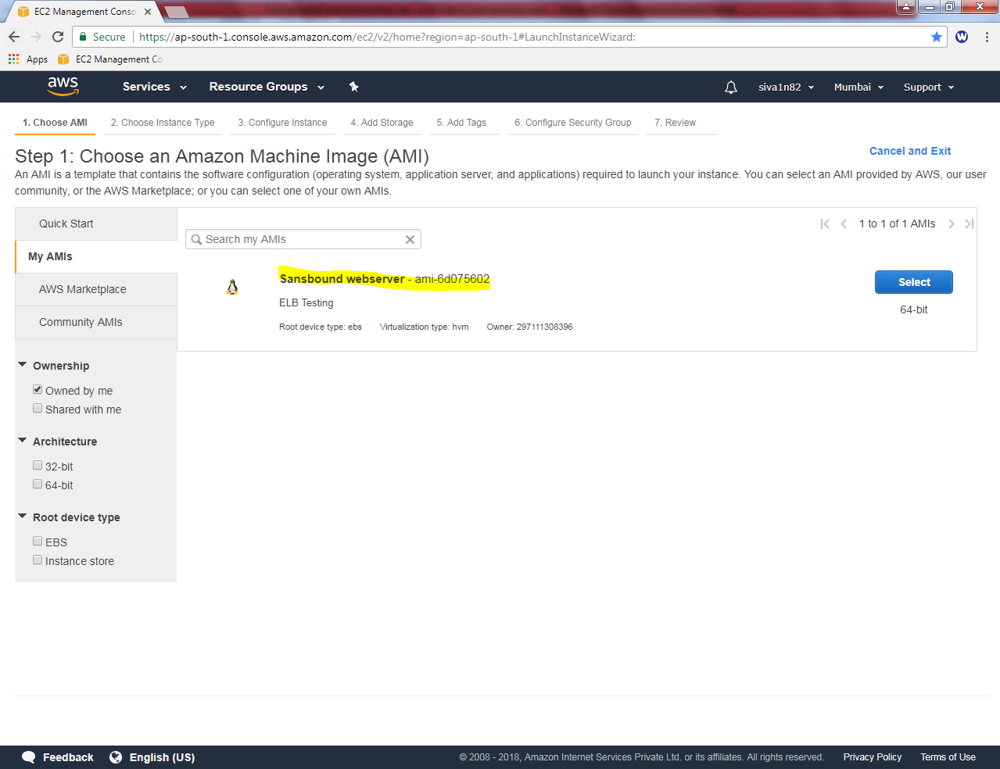 EC2 Management Conso
Secure https://ap-south-1.console.aws.amazon.com/ec2/v2/home?region=ap-south-1#LaunchInstanceWizard:
W
Apps EC2 Management Co
aws Services Resource Groups siva1n82 Mumbai Support
1. Choose AMI 2. Choose Instance Type 3. Configure Instance 4. Add Storage 5. Add Tags 6. Configure Security Group 7. Review
Step 1: Choose an Amazon Machine Image (AMI)
Cancel and Exit
An AMI is a template that contains the software configuration (operating system, application server, and applications) required to launch your instance. You can select an AMI provided by AWS, our user
community, or the AWS Marketplace; or you can select one of your own AMIs.
Quick Start
My AMIs
AWS Marketplace
Community AMIs
1 to 1 of 1 AMIs
Search my AMIs
Sansbound webserver - ami-6d075602
Select
ELB Testing
64-bit
Root device type: ebs Virtualization type: hvm Owner: 297111308396
Ownership
Owned by me
Shared with me
Architecture
32-bit
64-bit
Root device type
EBS
Instance store
Feedback English (US) © 2008 - 2018, Amazon Internet Services Private Ltd. or its affiliates. All rights reserved. Privacy Policy Terms of Use